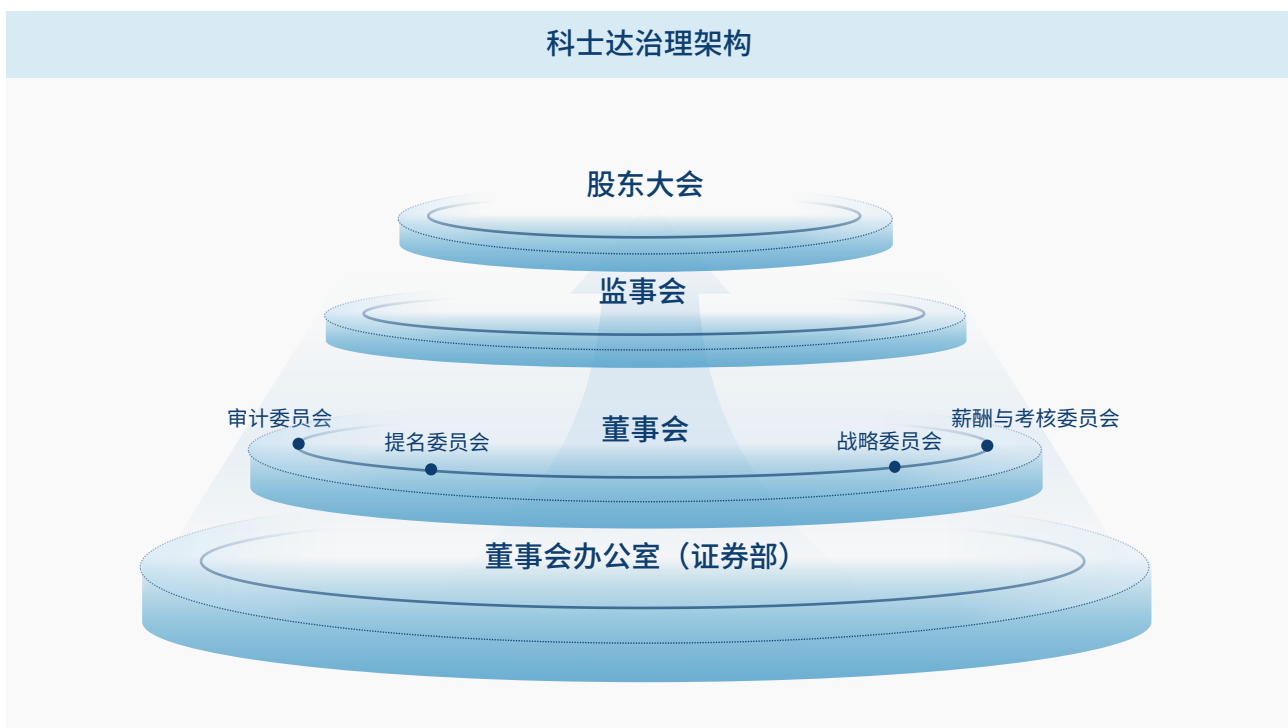 科士达治理架构
股东大会
监事会
审计委员会
提名委员会
董事会
战略委员会
薪酬与考核委员会
董事会办公室（证券部）